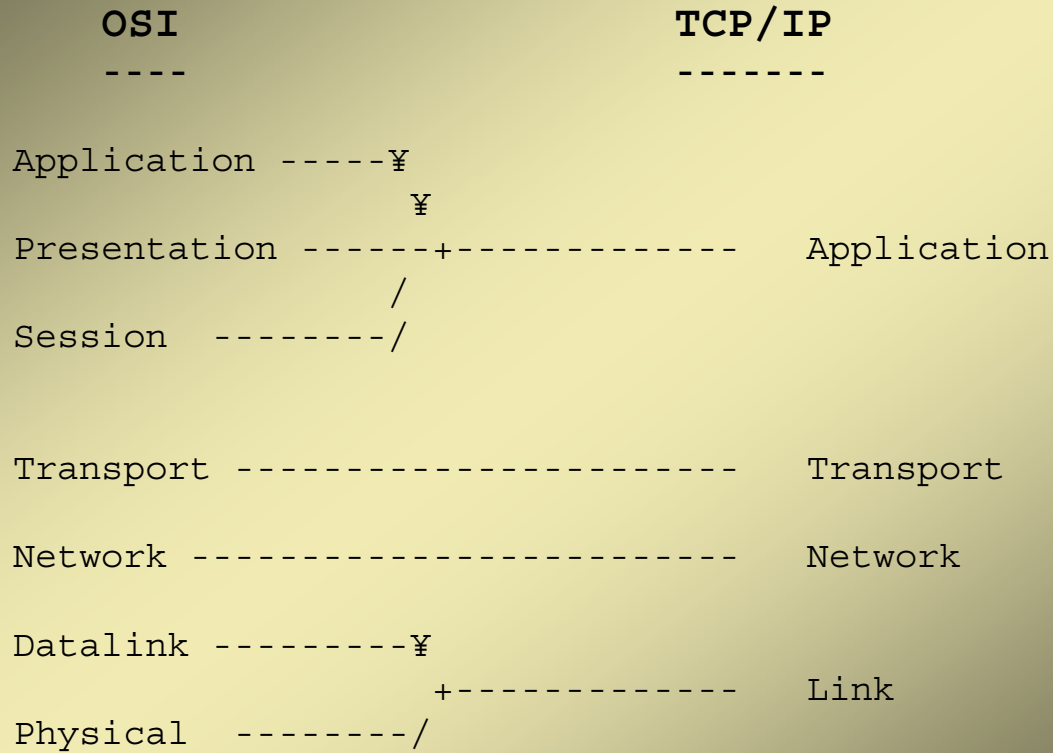 OSI TCP/IP
---- -------
Application -----¥
¥
Presentation ------+------------- Application
/
Session --------/
Transport ----------------------- Transport
Network ------------------------- Network
Datalink ---------¥
+------------- Link
Physical --------/